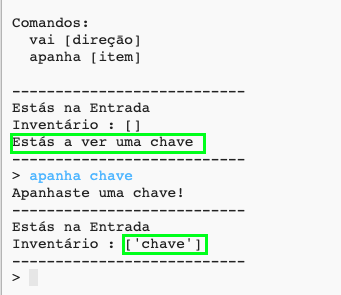 Comandos:
  vai [direção]
  apanha [item]
---------------------------
Estás na Entrada
Inventário : []
Estás a ver uma chave
---------------------------
> apanha chave
Apanhaste uma chave!
---------------------------
Estás na Entrada
Inventário : ['chave']
---------------------------
>